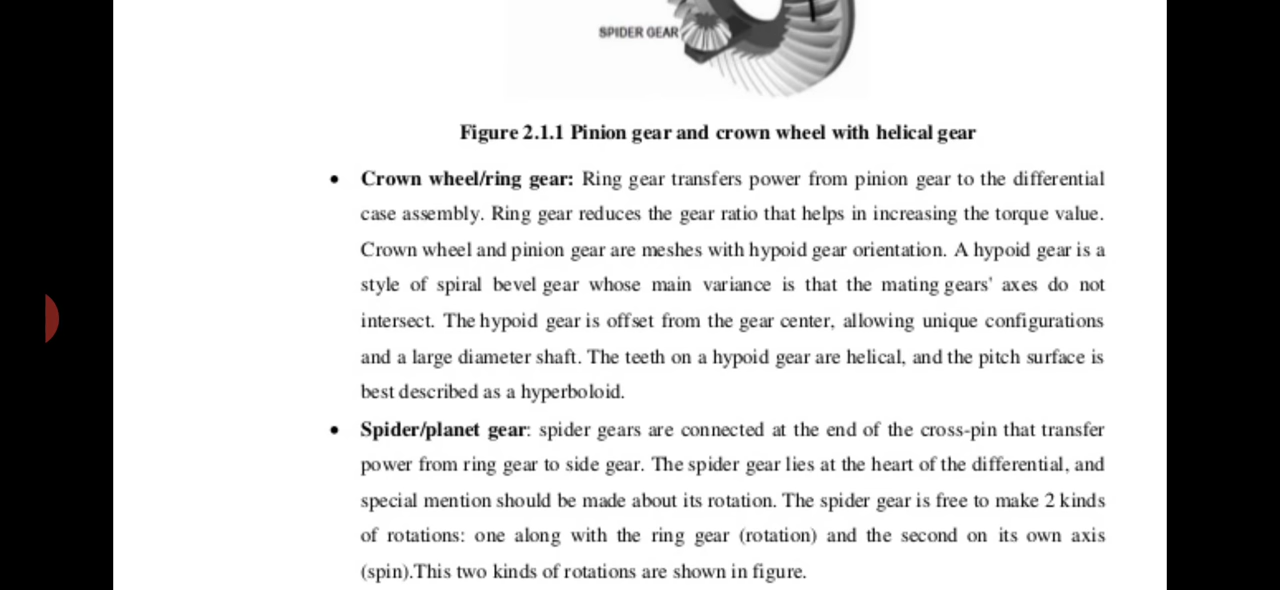 SPIDER GEAR
Figure 2.1.1 Pinion gear and crown wheel with helical gear
• Crown wheel/ring gear: Ring gear transfers power from pinion gear to the differential
case assembly. Ring gear reduces the gear ratio that helps in increasing the torque value.
Crown wheel and pinion gear are meshes with hypoid gear orientation. A hypoid gear is a
style of spiral bevel gear whose main variance is that the mating gears' axes do not
intersect. The hypoid gear is offset from the gear center, allowing unique configurations
and a large diameter shaft. The teeth on a hypoid gear are helical, and the pitch surface is
best described as a hyperboloid.
• Spider/planet gear: spider gears are connected at the end of the cross-pin that transfer
power from ring gear to side gear. The spider gear lies at the heart of the differential, and
special mention should be made about its rotation. The spider gear is free to make 2 kinds
of rotations: one along with the ring gear (rotation) and the second on its own axis
(spin).This two kinds of rotations are shown in figure.